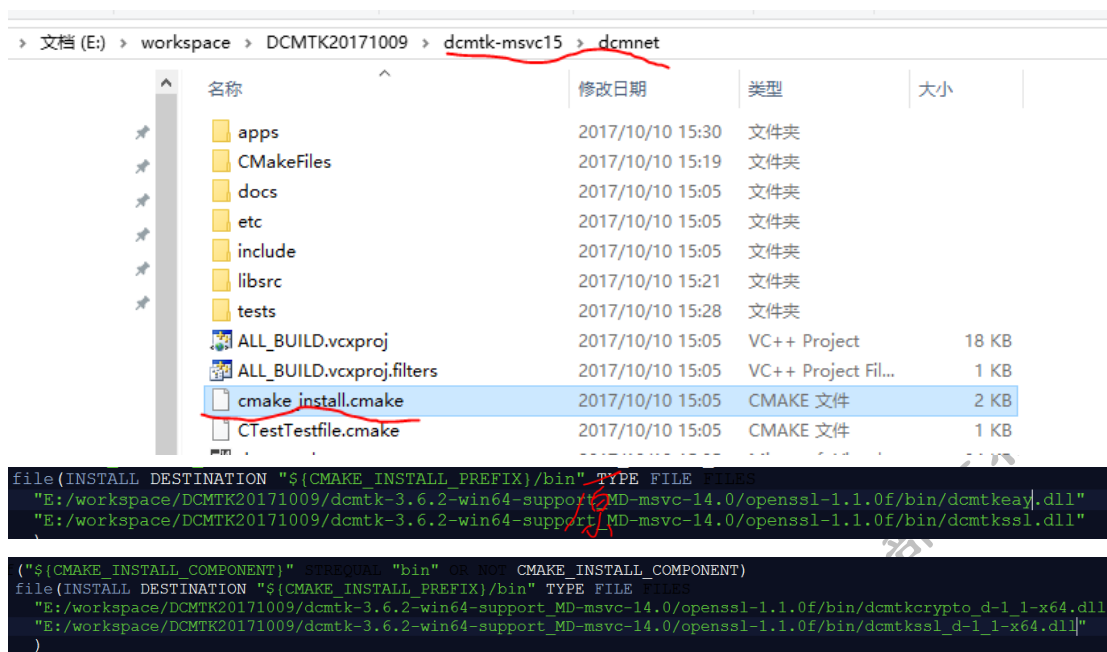 › 文档 (E:) › workspace › DCMTK20171009 › dcmtk-msvc15 › dcmnet
名称 修改日期 类型 大小
apps 2017/10/10 15:30 文件夹
CMakeFiles 2017/10/10 15:19 文件夹
docs 2017/10/10 15:05 文件夹
etc 2017/10/10 15:05 文件夹
include 2017/10/10 15:05 文件夹
libsrc 2017/10/10 15:21 文件夹
tests 2017/10/10 15:28 文件夹
ALL_BUILD.vcxproj 2017/10/10 15:05 VC++ Project 18 KB
ALL_BUILD.vcxproj.filters 2017/10/10 15:05 VC++ Project Fil... 1 KB
cmake_install.cmake 2017/10/10 15:05 CMAKE 文件 2 KB
CTestTestfile.cmake 2017/10/10 15:05 CMAKE 文件 1 KB
file(INSTALL DESTINATION "${CMAKE_INSTALL_PREFIX}/bin" TYPE FILE FILES
"E:/workspace/DCMTK20171009/dcmtk-3.6.2-win64-support_MD-msvc-14.0/openssl-1.1.0f/bin/dcmtkeay.dll"
"E:/workspace/DCMTK20171009/dcmtk-3.6.2-win64-support_MD-msvc-14.0/openssl-1.1.0f/bin/dcmtkssl.dll"
("${CMAKE_INSTALL_COMPONENT}" STREQUAL "bin" OR NOT CMAKE_INSTALL_COMPONENT)
file(INSTALL DESTINATION "${CMAKE_INSTALL_PREFIX}/bin" TYPE FILE FILES
"E:/workspace/DCMTK20171009/dcmtk-3.6.2-win64-support_MD-msvc-14.0/openssl-1.1.0f/bin/dcmtkcrypto_d-1_1-x64.dll
"E:/workspace/DCMTK20171009/dcmtk-3.6.2-win64-support_MD-msvc-14.0/openssl-1.1.0f/bin/dcmtkssl_d-1_1-x64.dll"
)